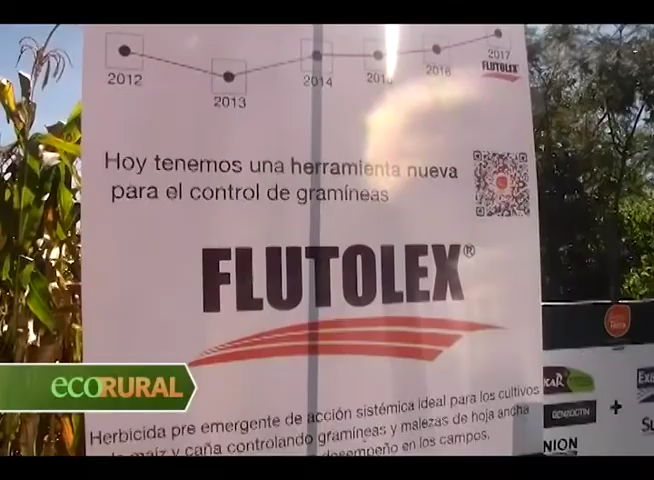 2012
2013
2014
2015
2016
2017
FLUTOLEX
Hoy tenemos una herramienta nueva
para el control de gramíneas
FLUTOLEX®
ecoRURAL
Herbicida pre emergente de acción sistémica ideal para los cultivos
maíz y caña controlando gramíneas y malezas de hoja ancha
desempeño en los campos.
BENZOCTIN
+